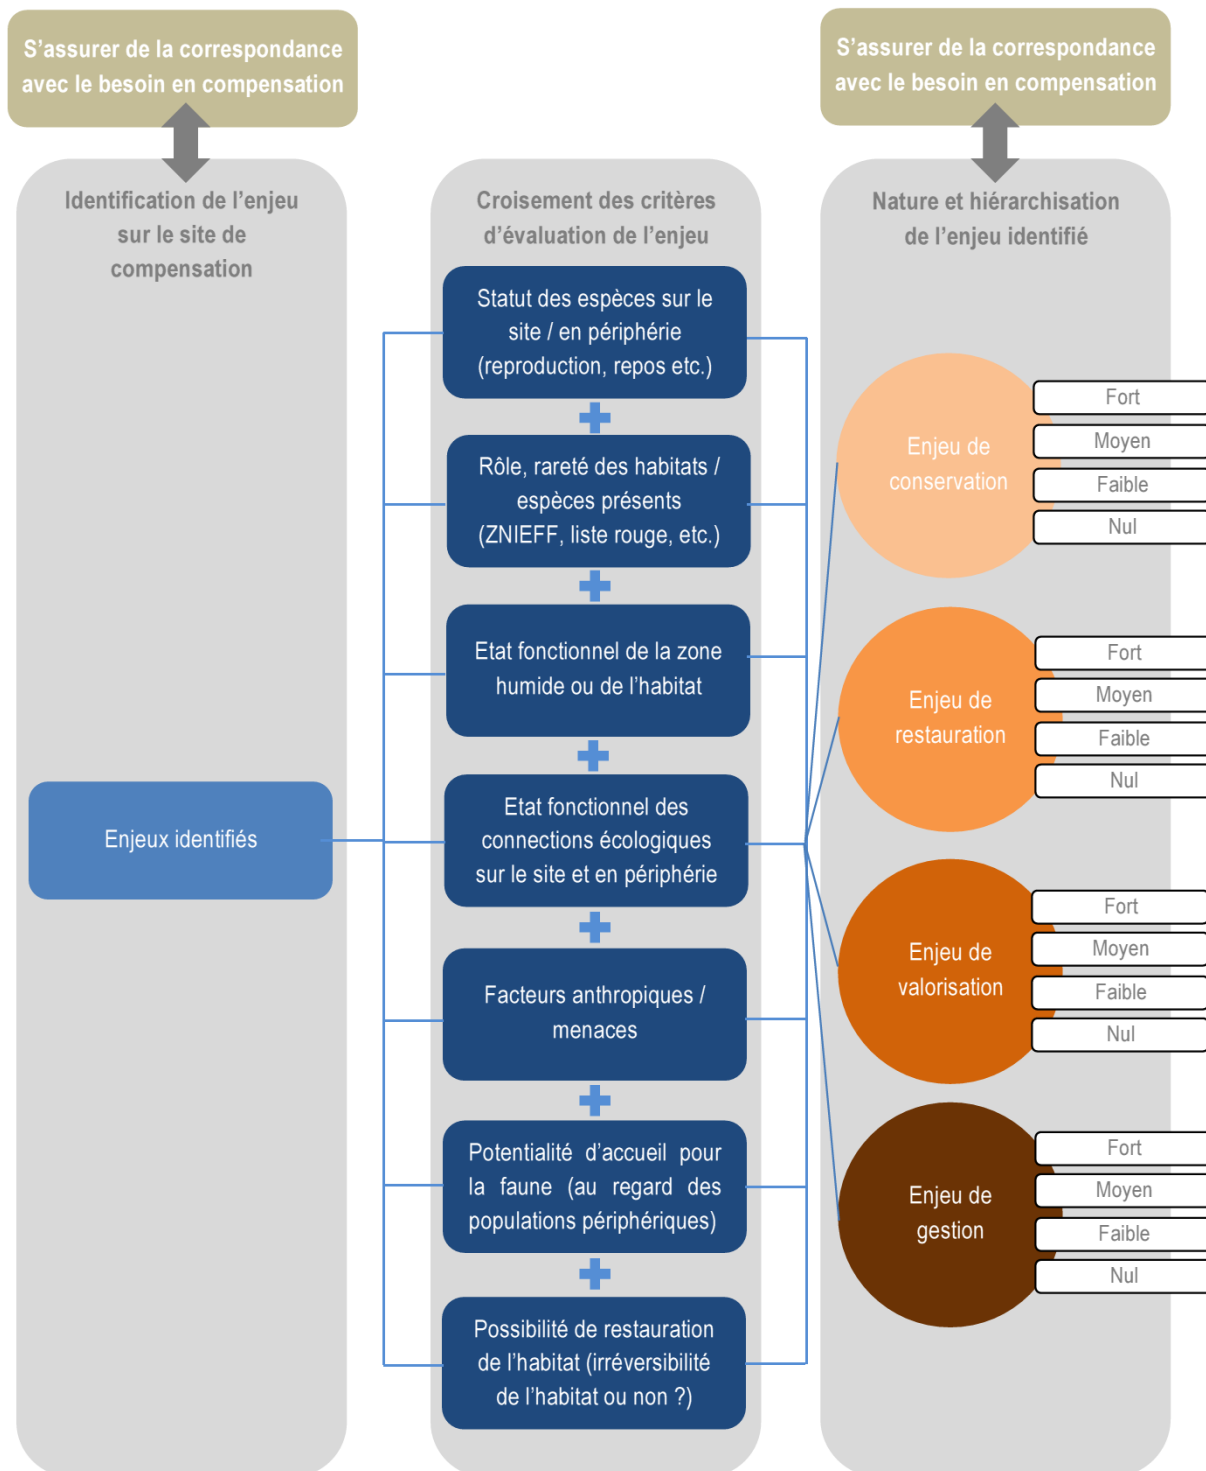 S’assurer de la correspondance
avec le besoin en compensation
Identification de l’enjeu
sur le site de
compensation
Enjeux identifiés
Croisement des critères
d’évaluation de l’enjeu
Statut des espèces sur le
site / en périphérie
(reproduction, repos etc.)
Rôle, rareté des habitats /
espèces présents
(ZNIEFF, liste rouge, etc.)
Etat fonctionnel de la zone
humide ou de l’habitat
Etat fonctionnel des
connections écologiques
sur le site et en périphérie
Facteurs anthropiques /
menaces
Potentialité d’accueil pour
la faune (au regard des
populations périphériques)
Possibilité de restauration
de l’habitat (irréversibilité
de l’habitat ou non ?)
S’assurer de la correspondance
avec le besoin en compensation
Nature et hiérarchisation
de l’enjeu identifié
Enjeu de
conservation
Fort
Moyen
Faible
Nul
Enjeu de
restauration
Fort
Moyen
Faible
Nul
Enjeu de
valorisation
Fort
Moyen
Faible
Nul
Enjeu de
gestion
Fort
Moyen
Faible
Nul